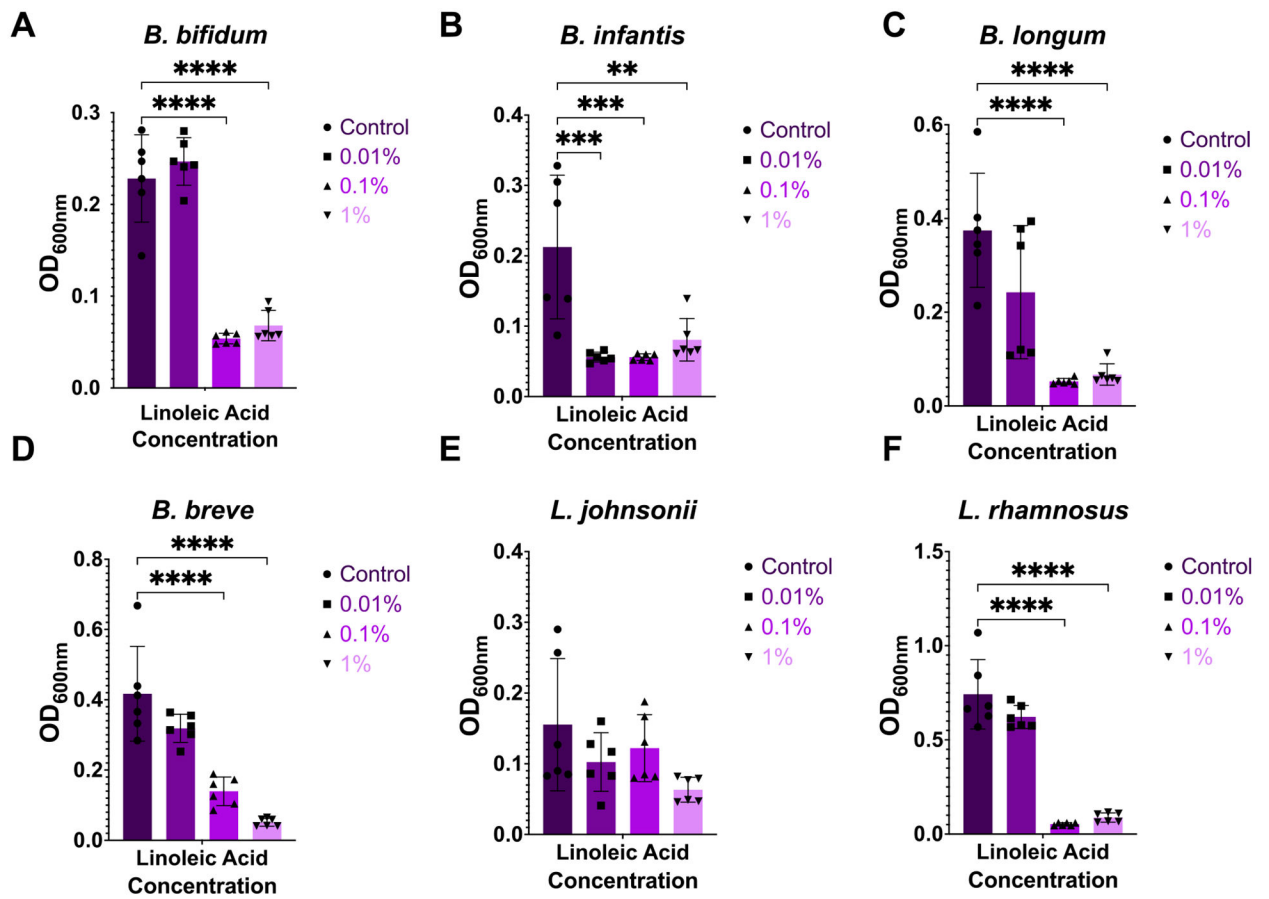 A
B. bifidum
****
****
0.3
0.2
0.1
0.0
OD600nm
Control
0.01%
0.1%
1%
Linoleic Acid
Concentration
B
B. infantis
**
***
***
0.4
0.3
0.2
0.1
0.0
OD600nm
Control
0.01%
0.1%
1%
Linoleic Acid
Concentration
C
B. longum
****
****
0.6
0.4
0.2
0.0
OD600nm
Control
0.01%
0.1%
1%
Linoleic Acid
Concentration
D
B. breve
****
****
0.8
0.6
0.4
0.2
0.0
OD600nm
Control
0.01%
0.1%
1%
Linoleic Acid
Concentration
E
L. johnsonii
0.4
0.3
0.2
0.1
0.0
OD600nm
Control
0.01%
0.1%
1%
Linoleic Acid
Concentration
F
L. rhamnosus
****
****
1.5
1.0
0.5
0.0
OD600nm
Control
0.01%
0.1%
1%
Linoleic Acid
Concentration